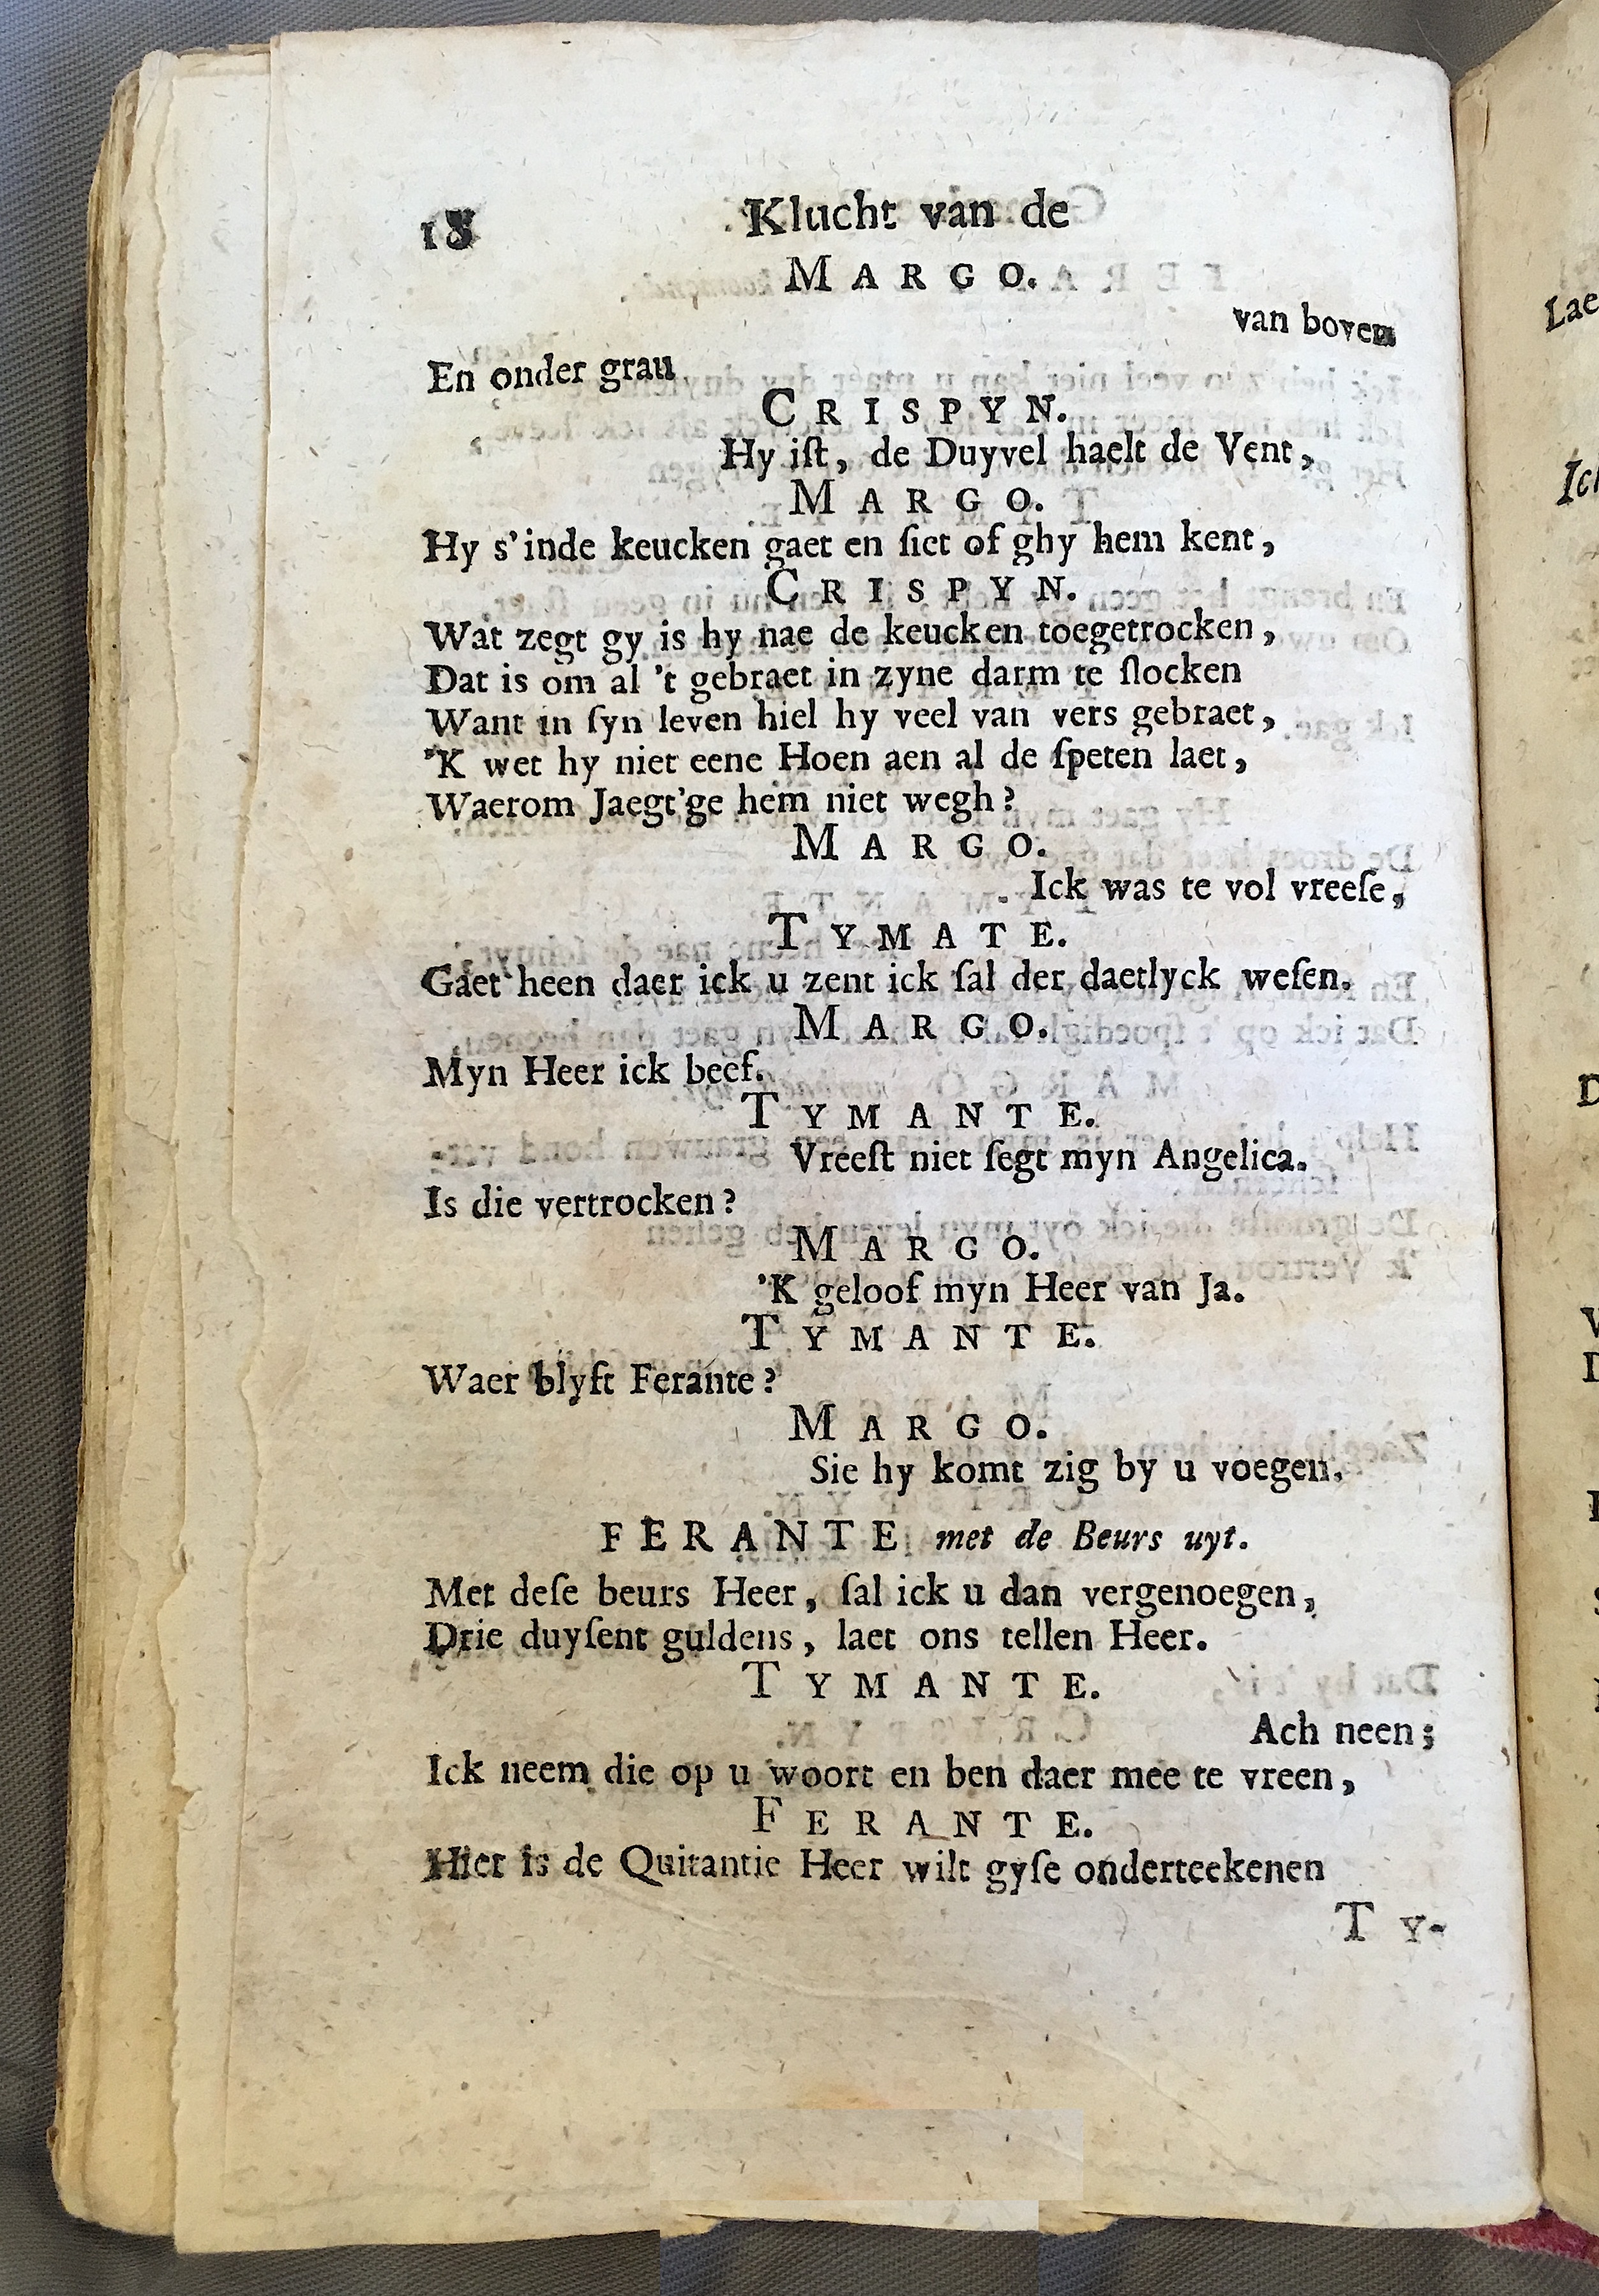 18 Klucht van de
MARGO.
van boven
En onder grau
CRISPYN.
Hy iſt, de Duyvel haelt de Vent,
MARGO.
Hy s'inde keucken gaet en ſiet of ghy hem kent,
CRISPYN.
Wat zegt gy is hy nae de keucken toegetrocken,
Dat is om al 't gebraet in zyne darm te ſlocken
Want in ſyn leven hiel hy veel van vers gebraet,
'K wet hy niet eene Hoen aen al de ſpeten laet,
Waerom Jaegt'ge hem niet wegh?
MARGO.
Ick was te vol vreeſe,
TYMATE.
Gaet heen daer ick u zent ick ſal der daetlyck weſen.
MARGO.
Myn Heer ick beef.
TYMANTE.
Vreeſt niet ſegt myn Angelica.
Is die vertrocken?
MARGO.
'K geloof myn Heer van Ja.
TYMANTE.
Waer blyft Ferante?
MARGO.
Sie hy komt zig by u voegen.
FERANTE met de Beurs uyt.
Met deſe beurs Heer, ſal ick u dan vergenoegen,
Drie duyſent guldens, laet ons tellen Heer.
TYMANTE.
Ach neen;
Ick neem die op u woort en ben daer mee te vreen,
FERANTE.
Hier is de Quitantie Heer wilt gyſe onderteekenen
TY-
Lae